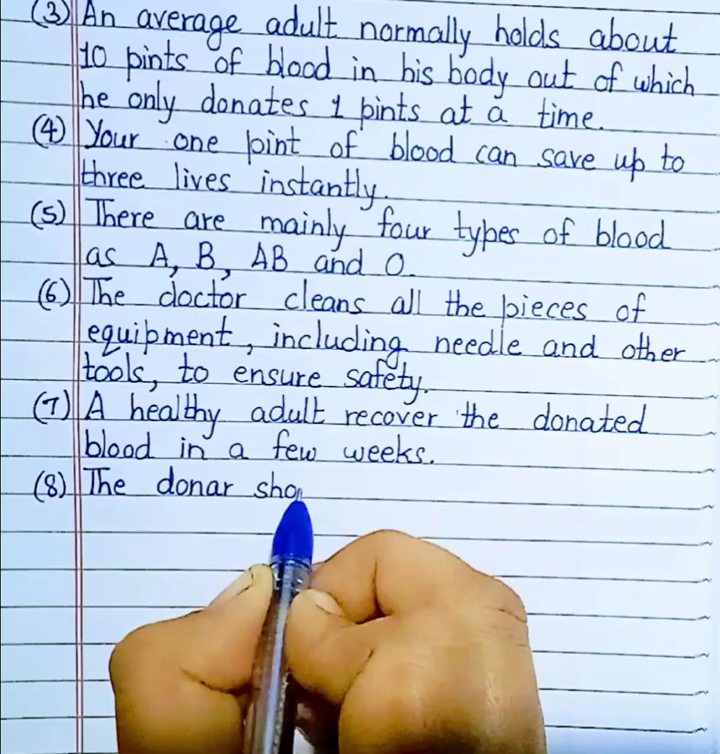 (3) An average adult normally holds about
10 pints of blood in his body out of which
he only donates 1 pints at a time.
(4) Your one pint of blood can save up to
three lives instantly.
(5) There are mainly four types of blood
as A, B, AB and O.
(6) The doctor cleans all the pieces of
equipment, including needle and other
tools, to ensure safety.
(7) A healthy adult recover the donated
blood in a few weeks.
(8) The donar sho